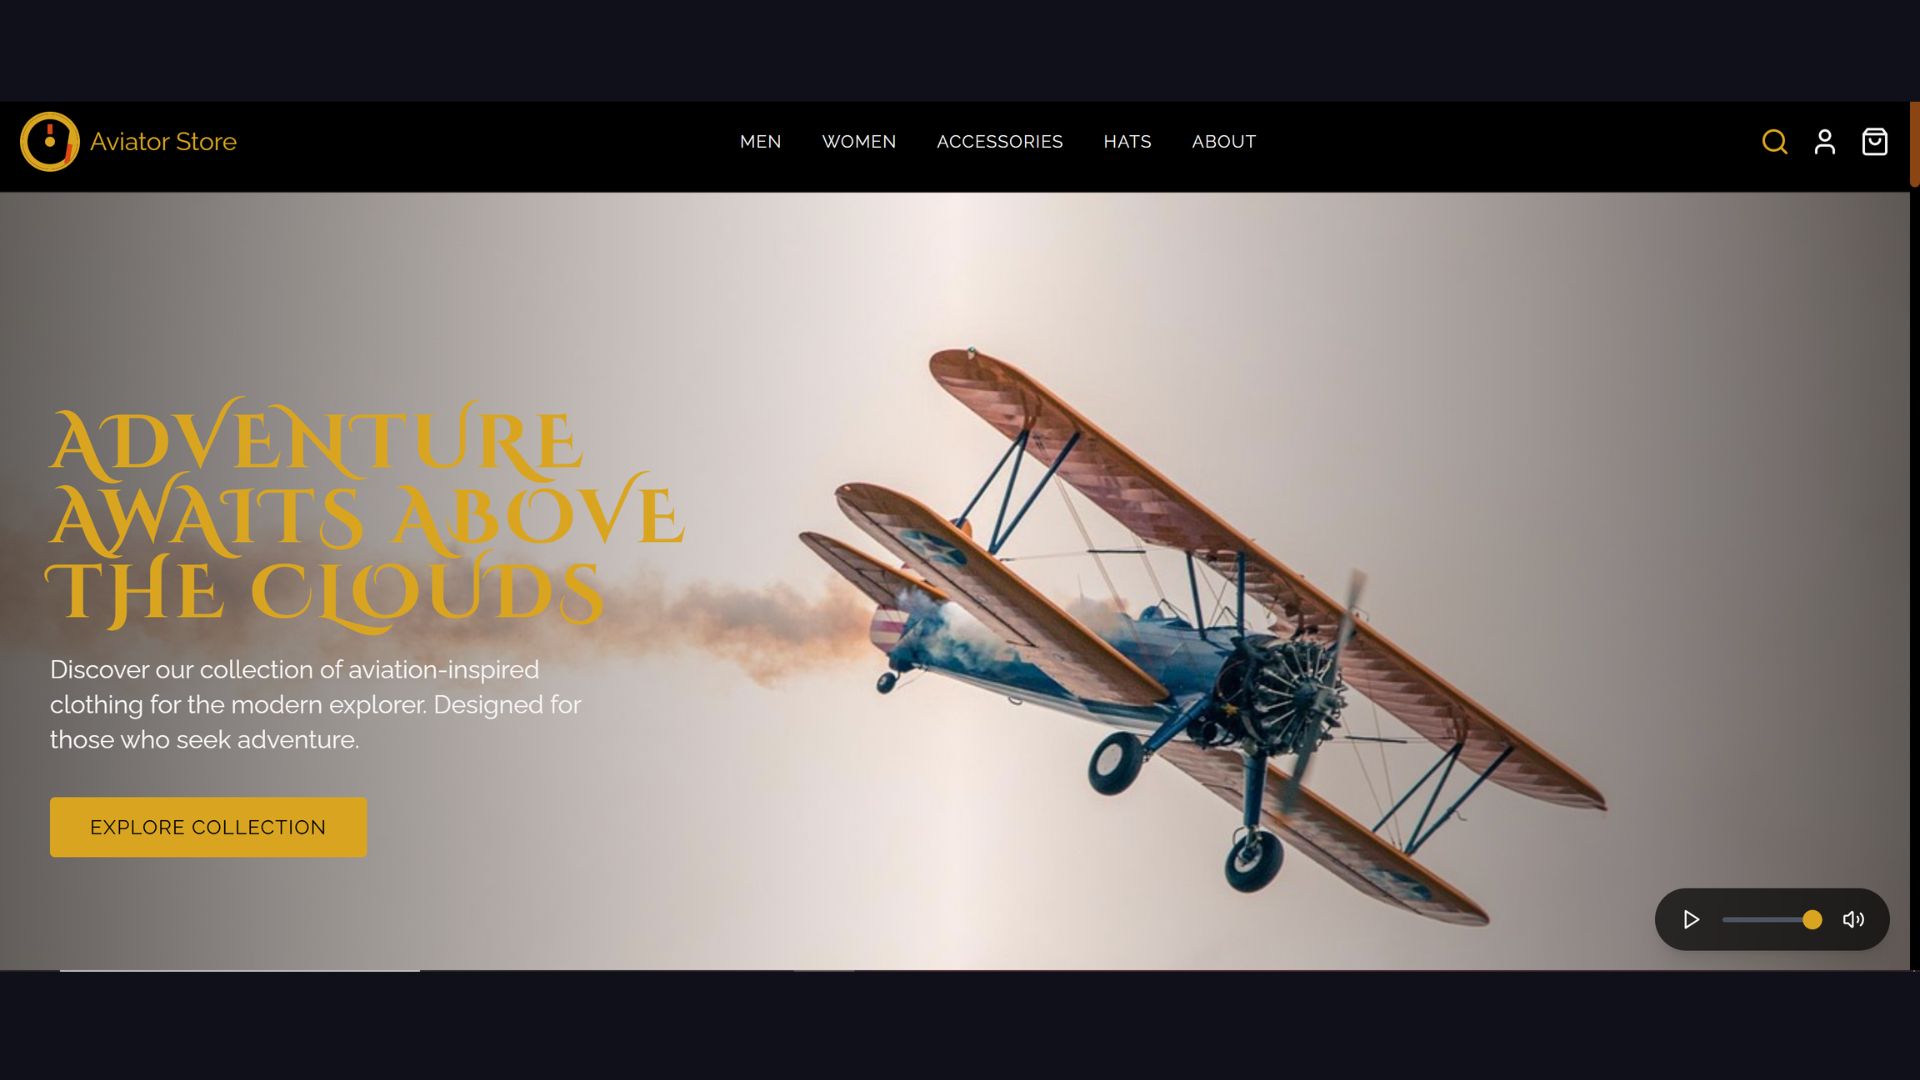 Aviator Store
MEN
WOMEN
ACCESSORIES
HATS
ABOUT
ADVENTURE
AWAITS ABOVE
THE CLOUDS
Discover our collection of aviation-inspired
clothing for the modern explorer. Designed for
those who seek adventure.
EXPLORE COLLECTION